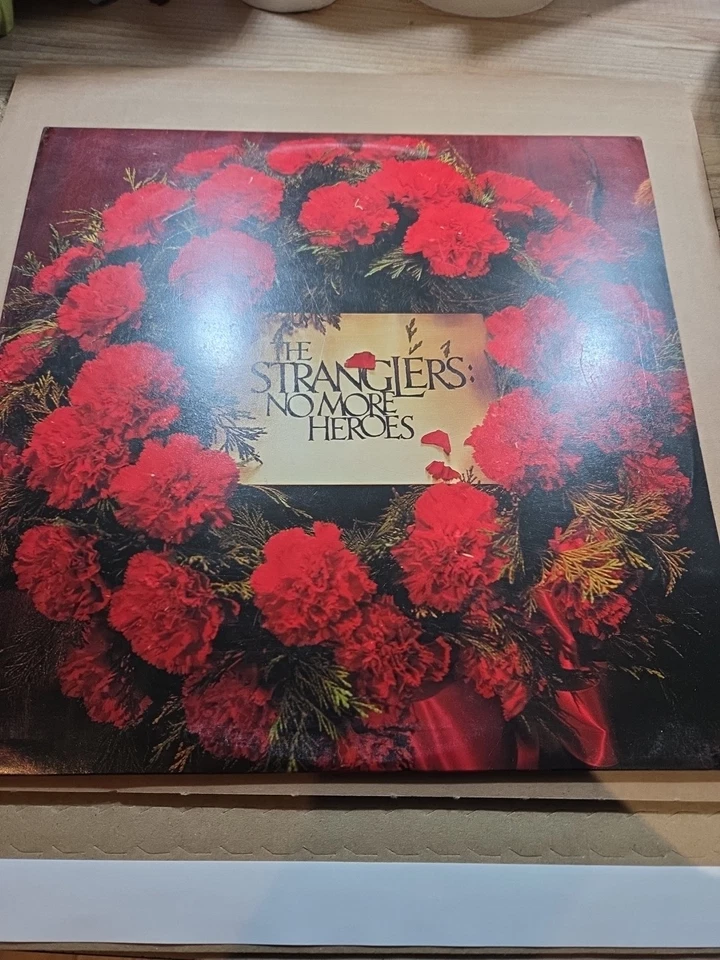 THE
STRANGLERS:
NO MORE
HEROES